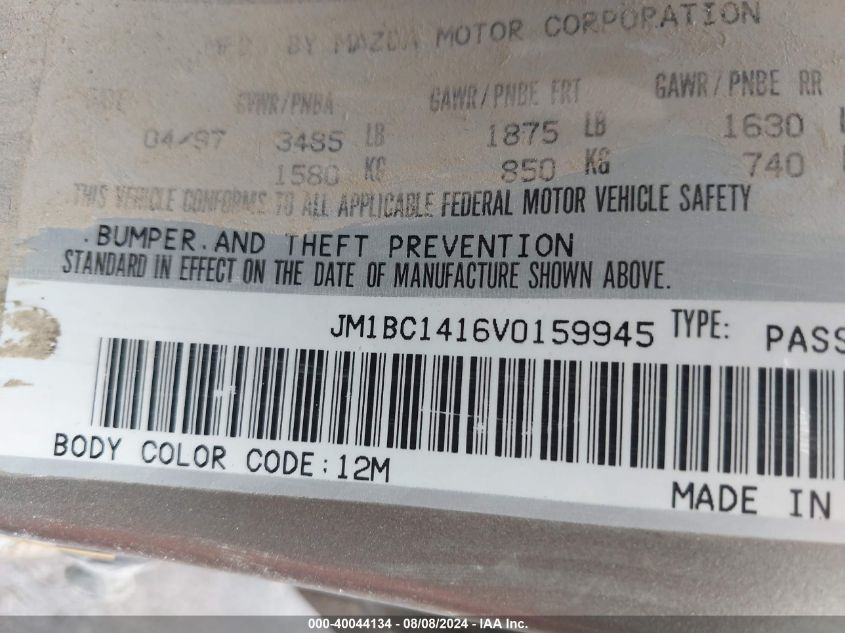 MFD BY MAZDA MOTOR CORPORATION
DATE GVWR/PNBA GAWR/PNBE FRT GAWR/PNBE RR
04/97 3485 LB 1875 LB 1630
1580 KG 850 KG 740
THIS VEHICLE CONFORMS TO ALL APPLICABLE FEDERAL MOTOR VEHICLE SAFETY
.BUMPER.AND THEFT PREVENTION
STANDARD IN EFFECT ON THE DATE OF MANUFACTURE SHOWN ABOVE.
JM1BC1416V0159945 TYPE: PASS
BODY COLOR CODE:12M
MADE IN
000-40044134 - 08/08/2024 - IAA Inc.